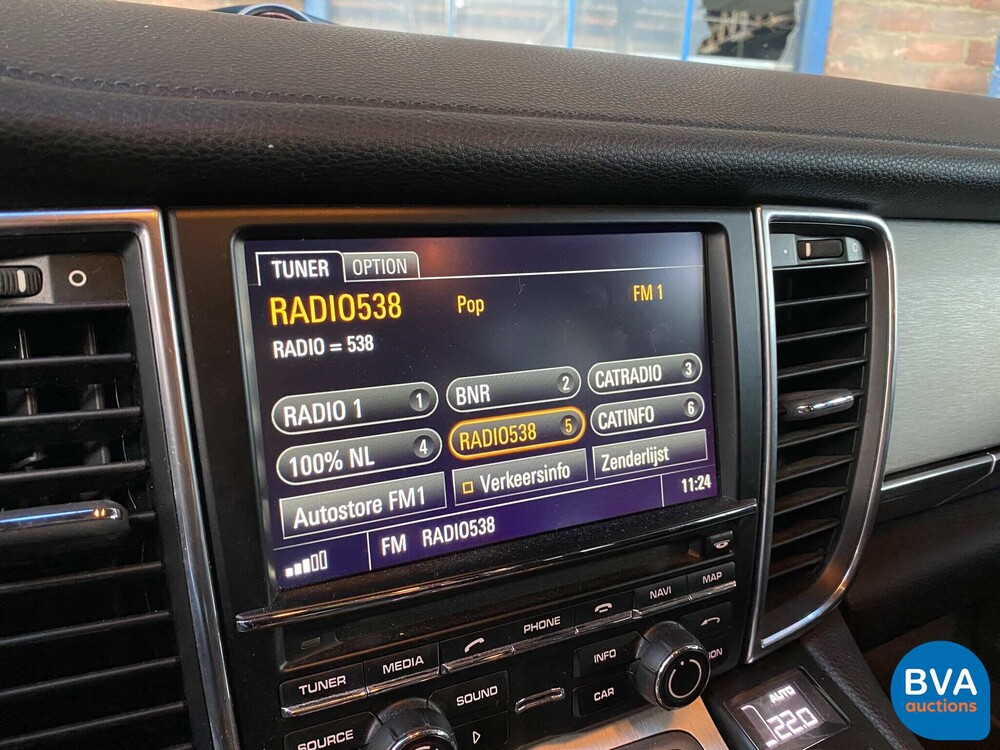 TUNER OPTION
RADIO538 Pop FM 1
RADIO = 538
RADIO 1 1 BNR 2 CATRADIO 3
100% NL 4 RADIO538 5 CATINFO 6
Autostore FM1 Verkeersinfo Zenderlijst
FM RADIO538 11:24
TUNER MEDIA PHONE NAVI MAP
SOURCE SOUND INFO
CAR
AUTO
22.0
BVA
auctions